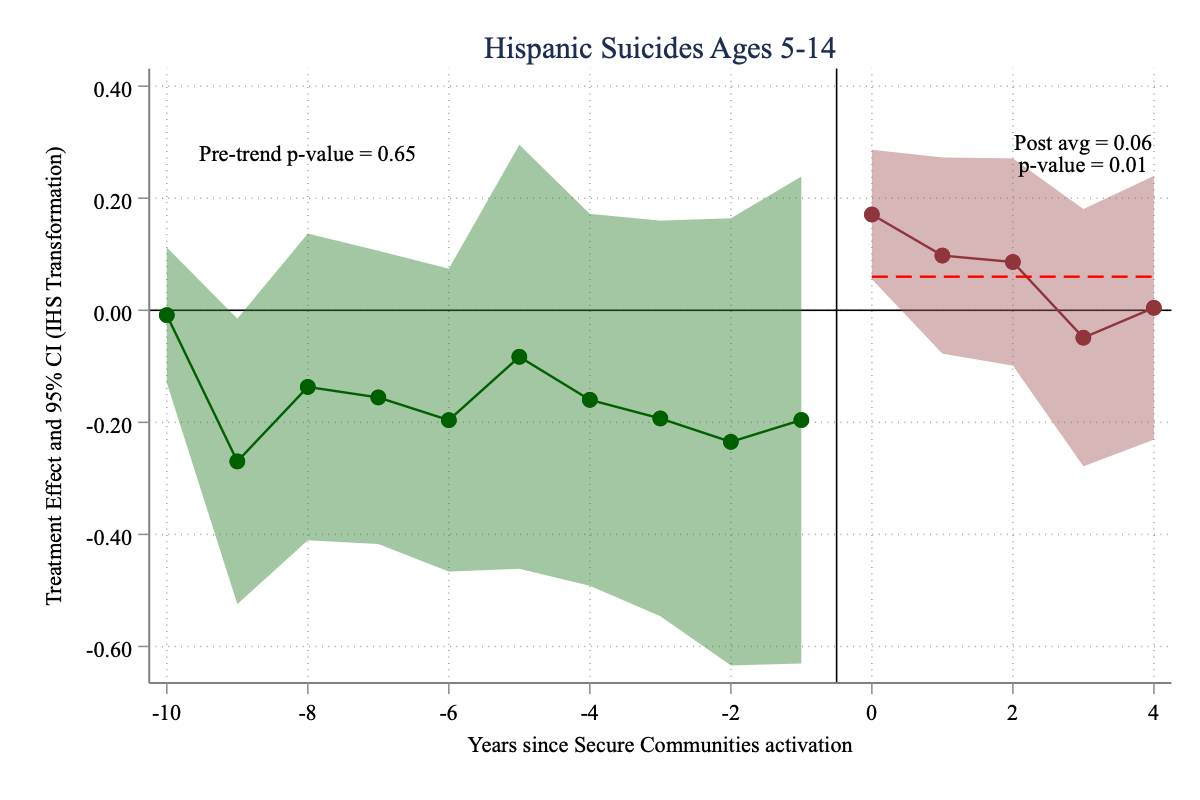 Hispanic Suicides Ages 5-14
Treatment Effect and 95% CI (IHS Transformation)
0.40
0.20
0.00
-0.20
-0.40
-0.60
Pre-trend p-value = 0.65
Post avg = 0.06
p-value = 0.01
-10 -8 -6 -4 -2 0 2 4
Years since Secure Communities activation